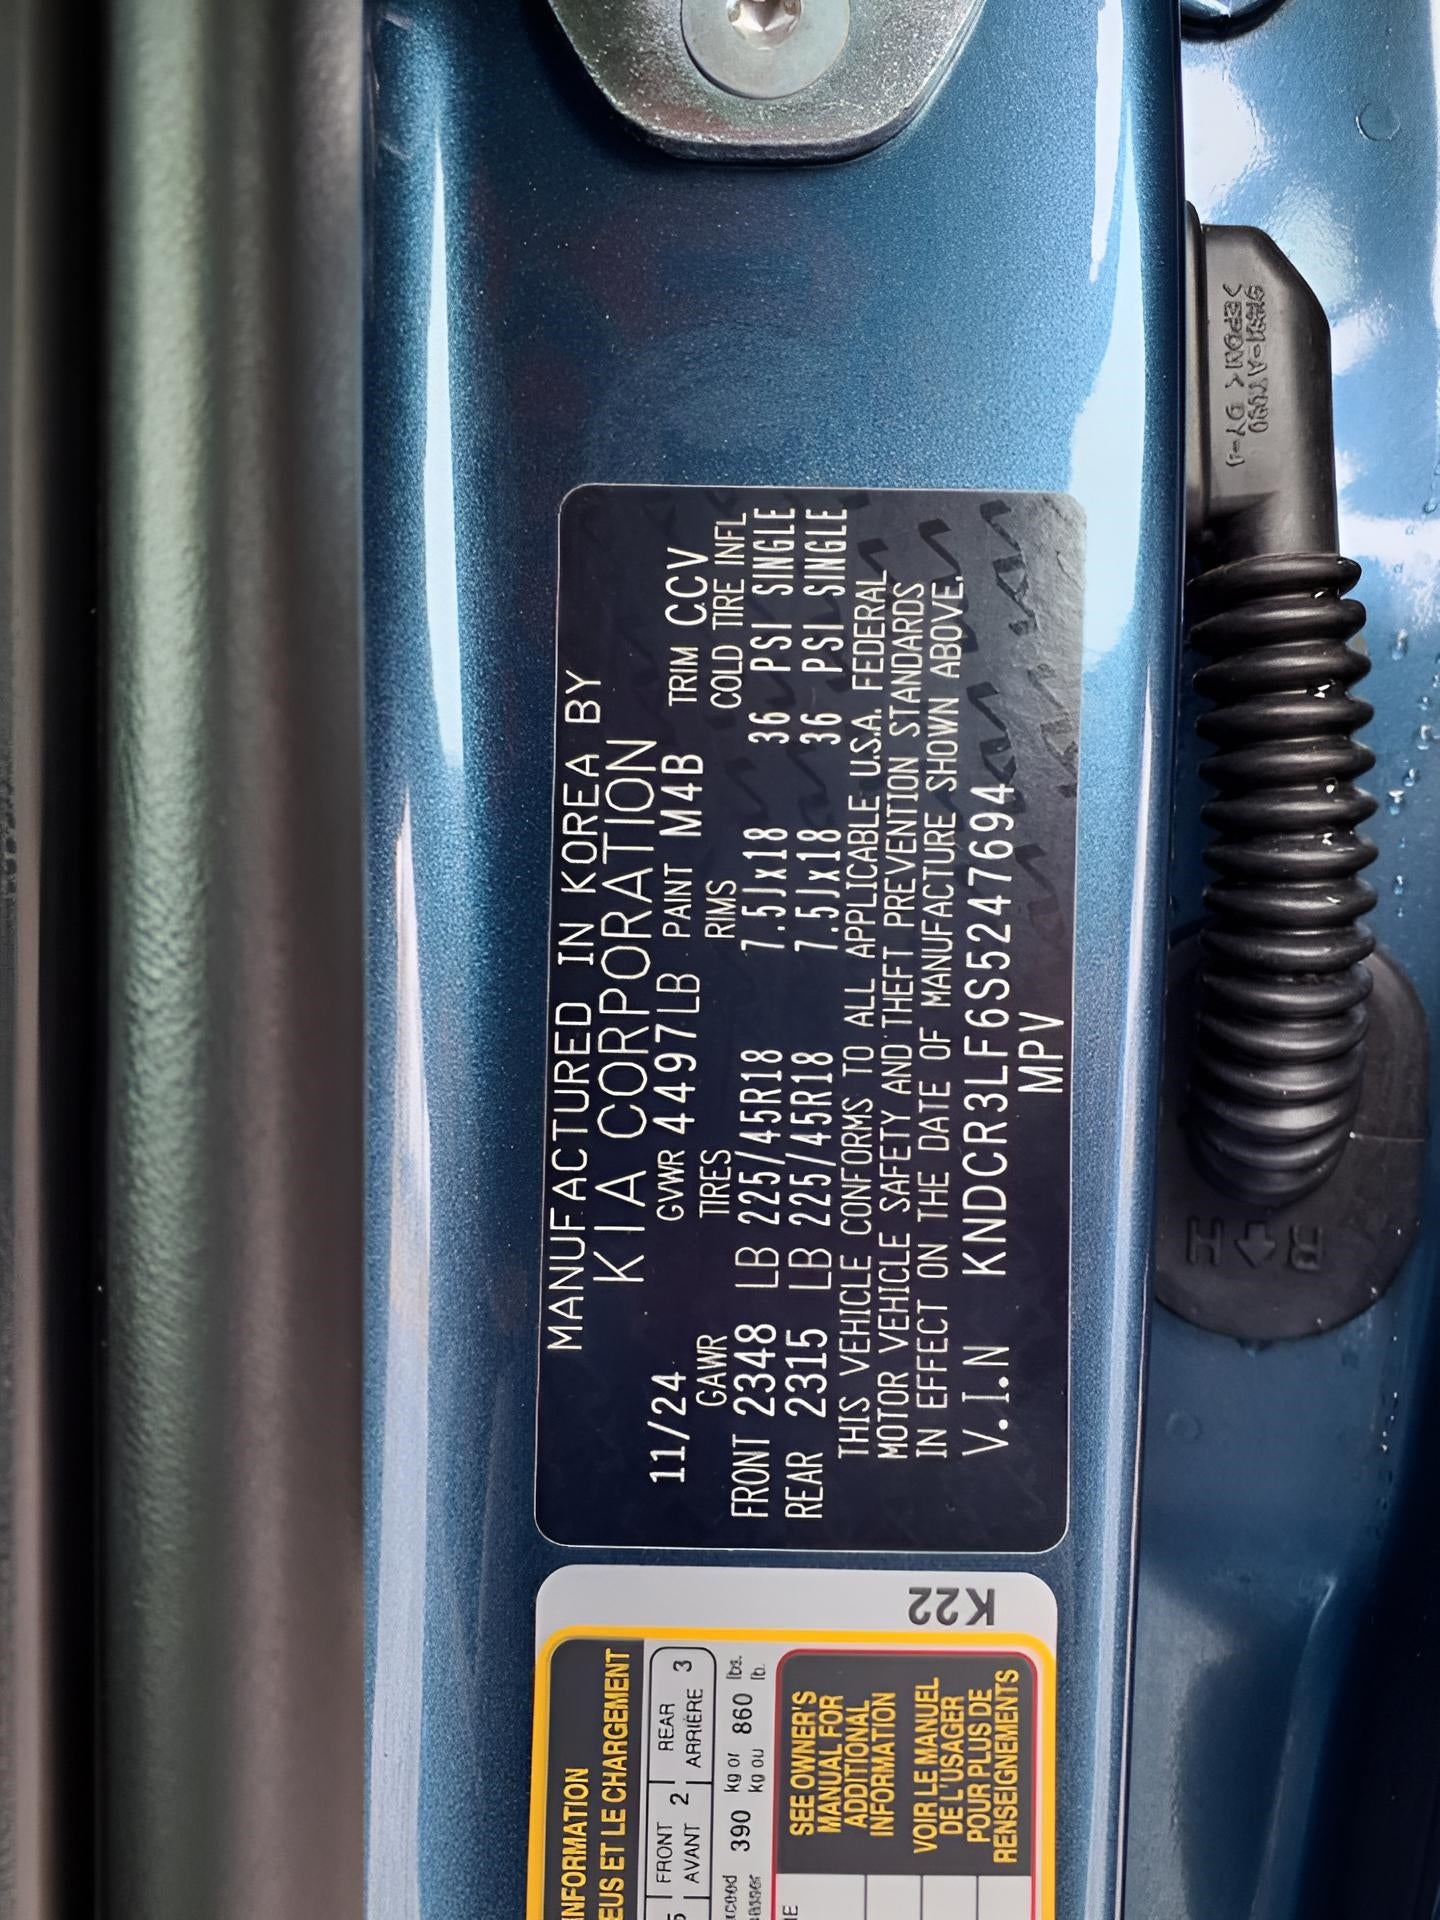 MANUFACTURED IN KOREA BY
KIA CORPORATION
11/24 GVWR 4497LB PAINT M4B TRIM CCV
GAWR TIRES RIMS COLD TIRE INFL
FRONT 2348 LB 225/45R18 7.5Jx18 36 PSI SINGLE
REAR 2315 LB 225/45R18 7.5Jx18 36 PSI SINGLE
THIS VEHICLE CONFORMS TO ALL APPLICABLE U.S.A. FEDERAL
MOTOR VEHICLE SAFETY AND THEFT PREVENTION STANDARDS
IN EFFECT ON THE DATE OF MANUFACTURE SHOWN ABOVE.
V.I.N KNDCR3LF6S5247694
MPV
K22
INFORMATION
EUS ET LE CHARGEMENT
FRONT 2 REAR 3
AVANT ARRIÈRE
390 kg or 860 lbs.
kg ou lb.
SEE OWNER'S
MANUAL FOR
ADDITIONAL
INFORMATION
VOIR LE MANUEL
DE L'USAGER
POUR PLUS DE
RENSEIGNEMENTS
>EPDM<
R H